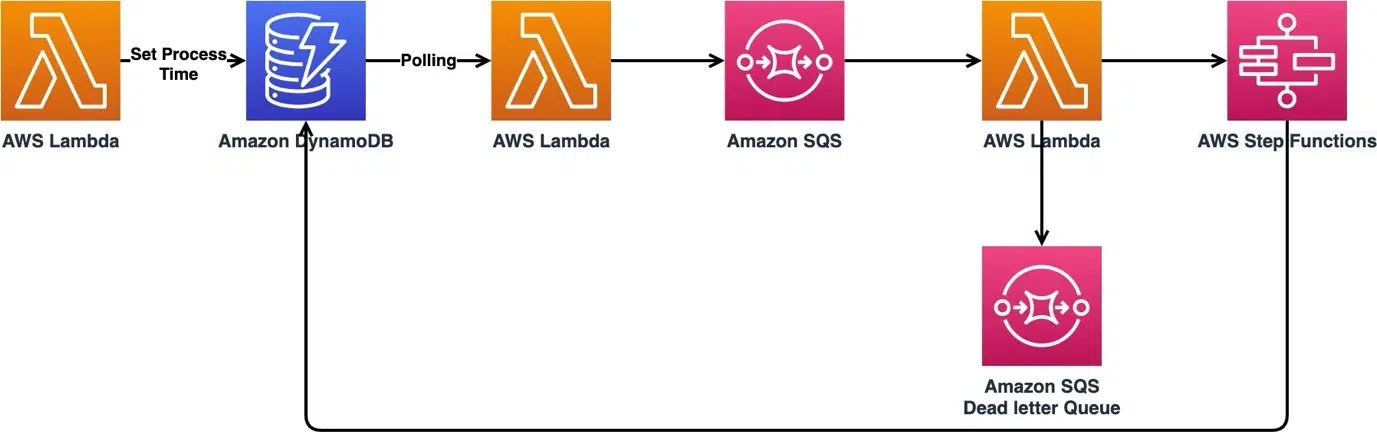 Set Process
Time
Polling
AWS Lambda
Amazon DynamoDB
AWS Lambda
Amazon SQS
AWS Lambda
AWS Step Functions
Amazon SQS
Dead letter Queue